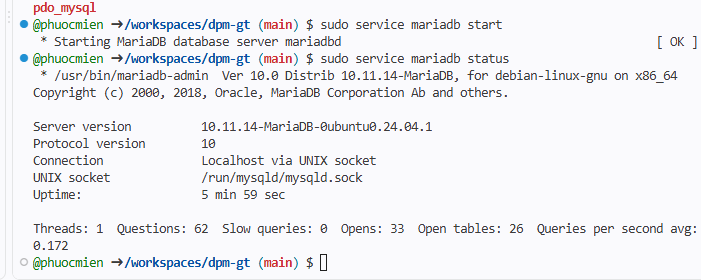 pdo_mysql
@phuocmien ➜/workspaces/dpm-gt (main) $ sudo service mariadb start
 * Starting MariaDB database server mariadbd                                             [ OK ]
@phuocmien ➜/workspaces/dpm-gt (main) $ sudo service mariadb status
 * /usr/bin/mariadb-admin  Ver 10.0 Distrib 10.11.14-MariaDB, for debian-linux-gnu on x86_64
Copyright (c) 2000, 2018, Oracle, MariaDB Corporation Ab and others.

Server version          10.11.14-MariaDB-0ubuntu0.24.04.1
Protocol version        10
Connection              Localhost via UNIX socket
UNIX socket             /run/mysqld/mysqld.sock
Uptime:                 5 min 59 sec

Threads: 1  Questions: 62  Slow queries: 0  Opens: 33  Open tables: 26  Queries per second avg:
0.172
@phuocmien ➜/workspaces/dpm-gt (main) $